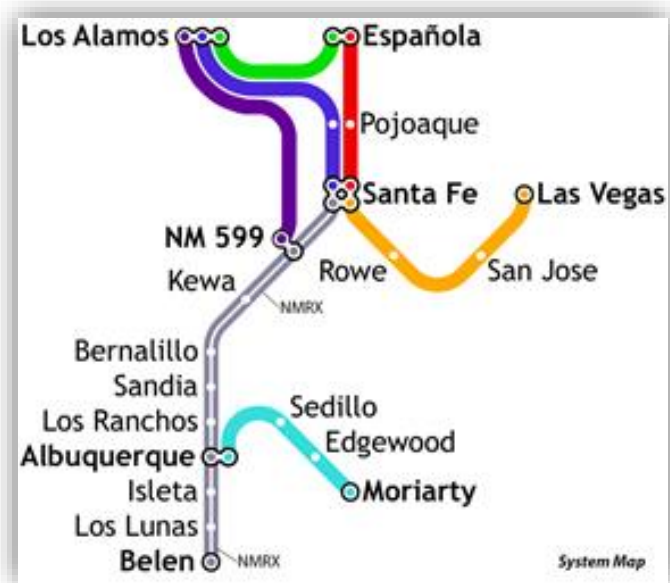 Los Alamos
Española
Pojoaque
Santa Fe
Las Vegas
NM 599
Rowe
San Jose
Kewa
NMRX
Bernalillo
Sandia
Los Ranchos
Sedillo
Edgewood
Albuquerque
Moriarty
Isleta
Los Lunas
Belen
NMRX
System Map